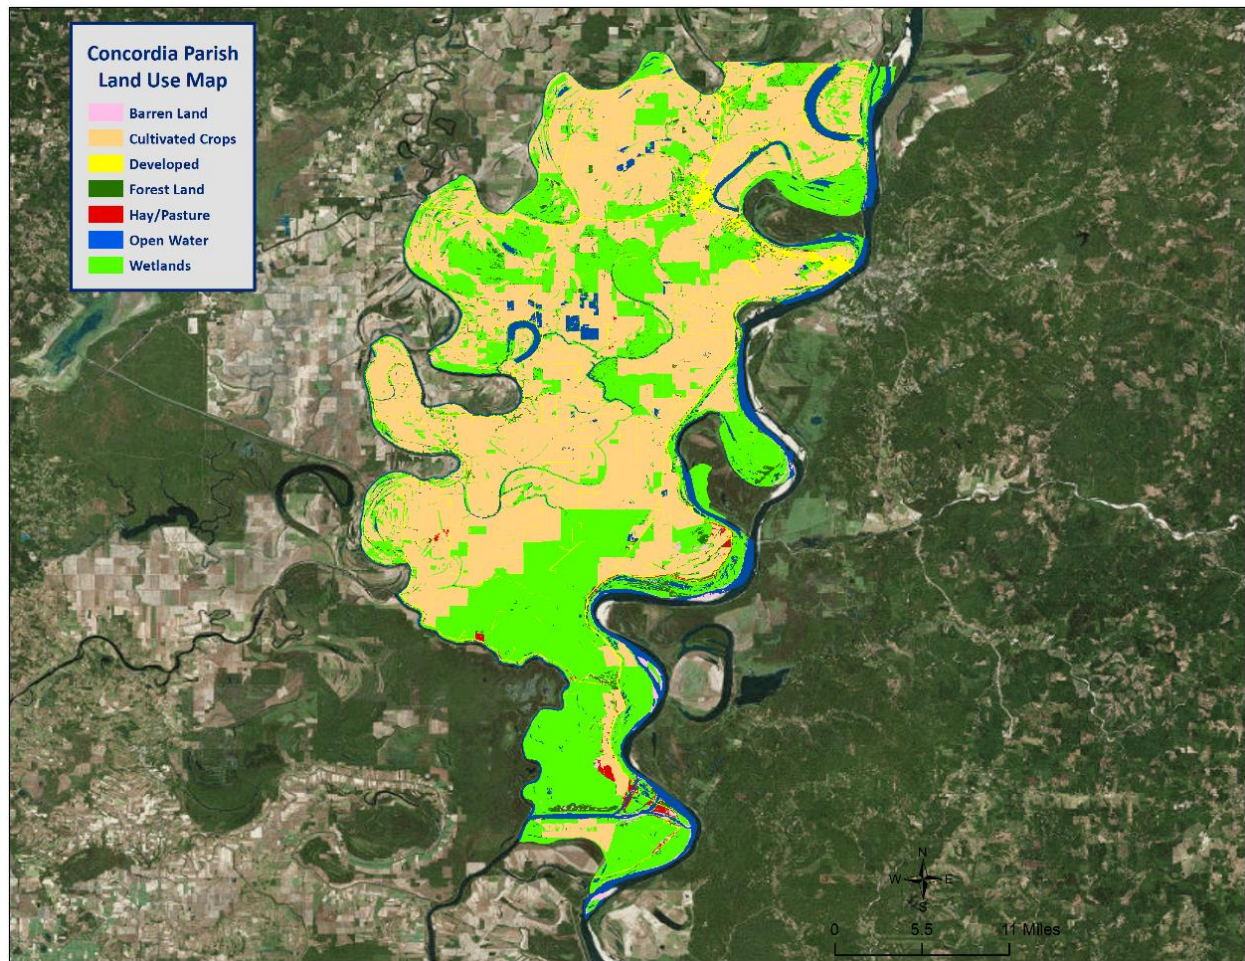 Concordia Parish
Land Use Map
Barren Land
Cultivated Crops
Developed
Forest Land
Hay/Pasture
Open Water
Wetlands
N
W E
S
0 5.5 11 Miles